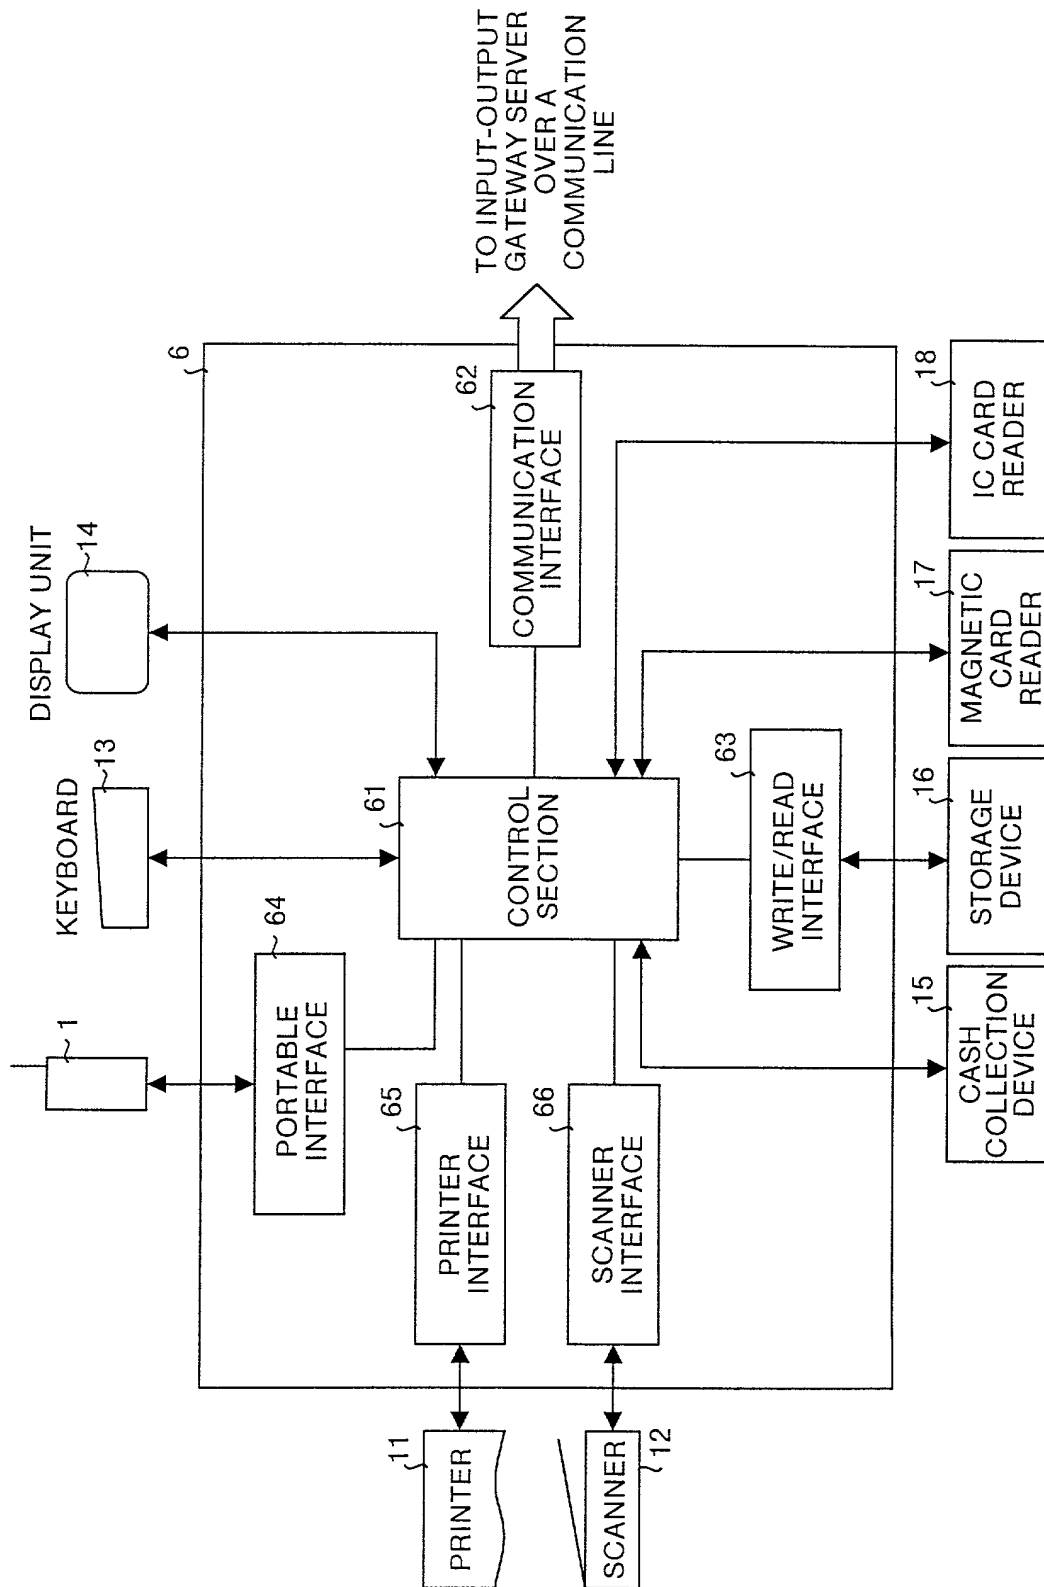 1
KEYBOARD
13
DISPLAY UNIT
14
6
64
PORTABLE
INTERFACE
61
CONTROL
SECTION
62
COMMUNICATION
INTERFACE
TO INPUT-OUTPUT
GATEWAY SERVER
OVER A
COMMUNICATION
LINE
11
PRINTER
65
PRINTER
INTERFACE
SCANNER
12
66
SCANNER
INTERFACE
63
WRITE/READ
INTERFACE
15
CASH
COLLECTION
DEVICE
16
STORAGE
DEVICE
17
MAGNETIC
CARD
READER
18
IC CARD
READER